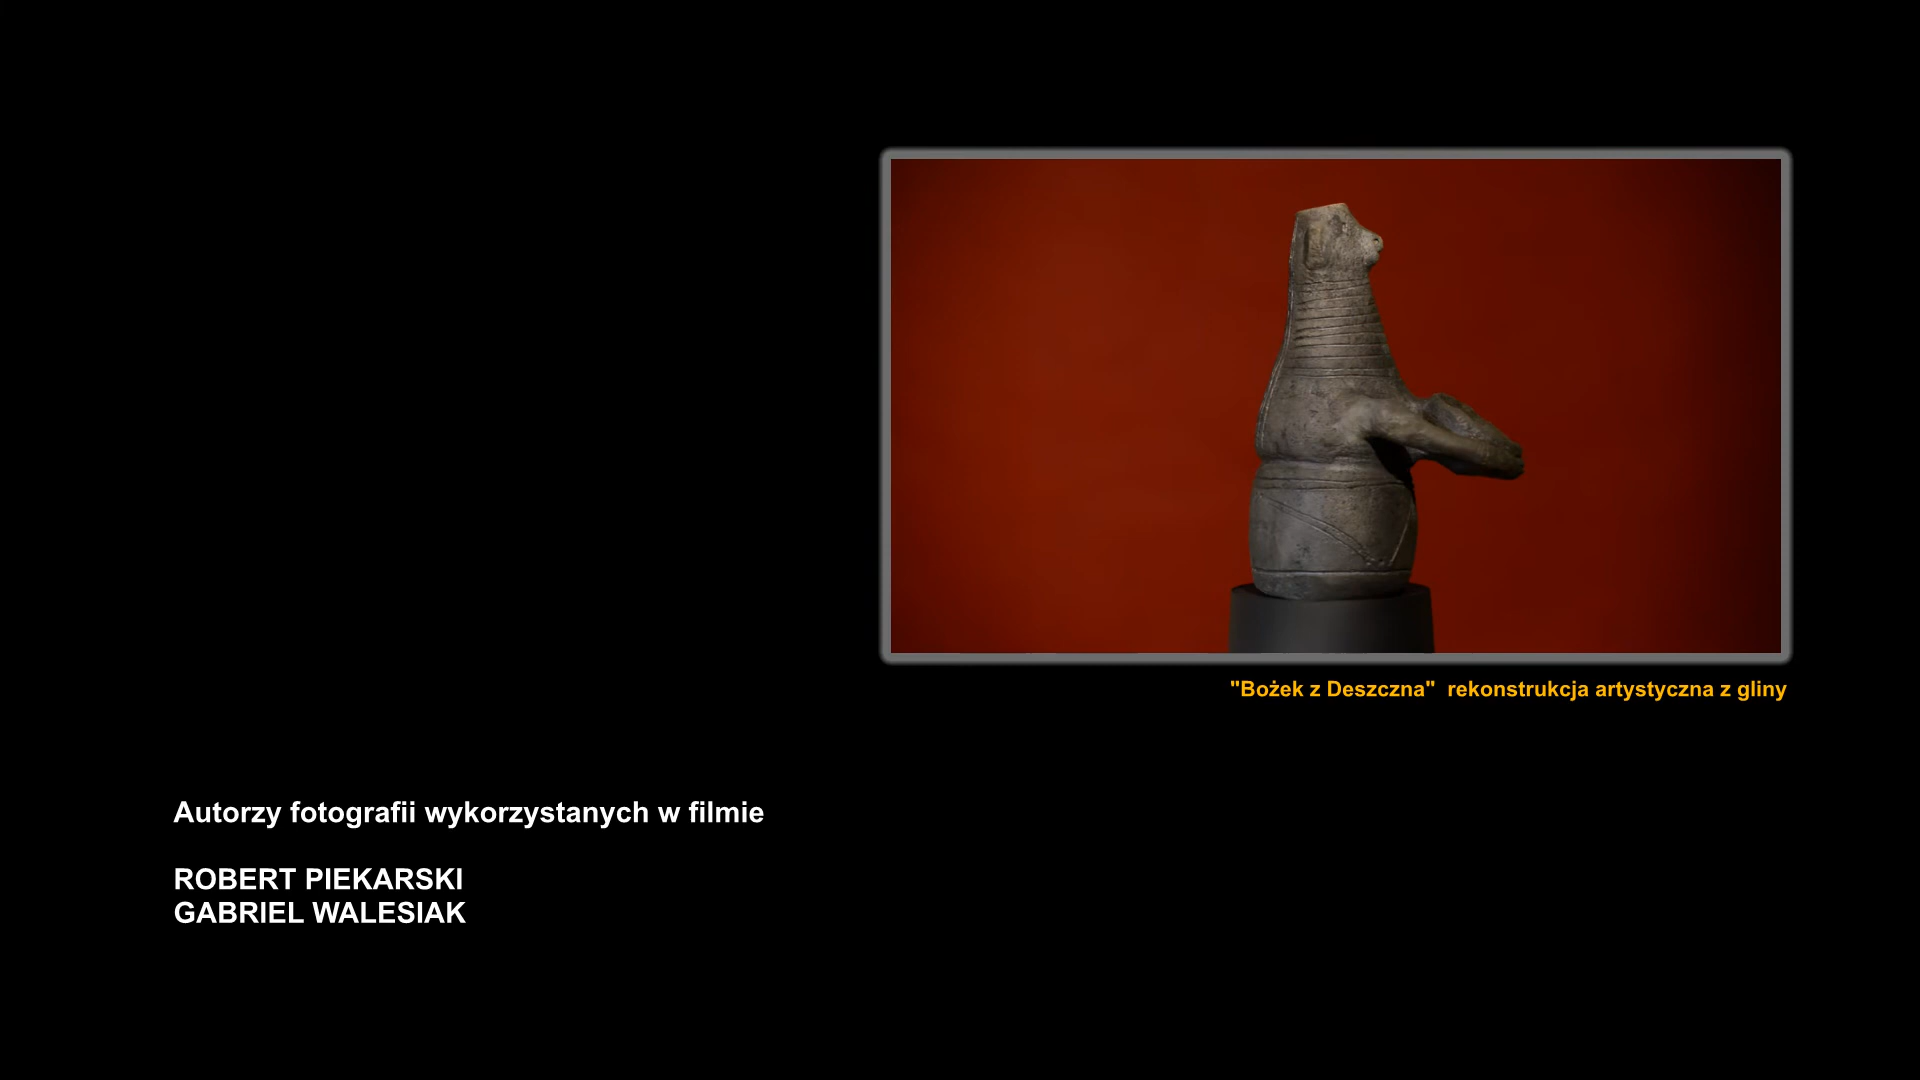 "Bożek z Deszczna"  rekonstrukcja artystyczna z gliny
Autorzy fotografii wykorzystanych w filmie
ROBERT PIEKARSKI
GABRIEL WALESIAK